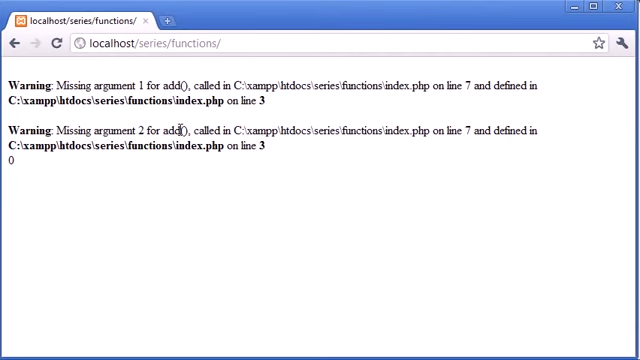 localhost/series/functions/
localhost/series/functions/
Warning: Missing argument 1 for add(), called in C:\xampp\htdocs\series\functions\index.php on line 7 and defined in
C:\xampp\htdocs\series\functions\index.php on line 3
Warning: Missing argument 2 for add(), called in C:\xampp\htdocs\series\functions\index.php on line 7 and defined in
C:\xampp\htdocs\series\functions\index.php on line 3
0